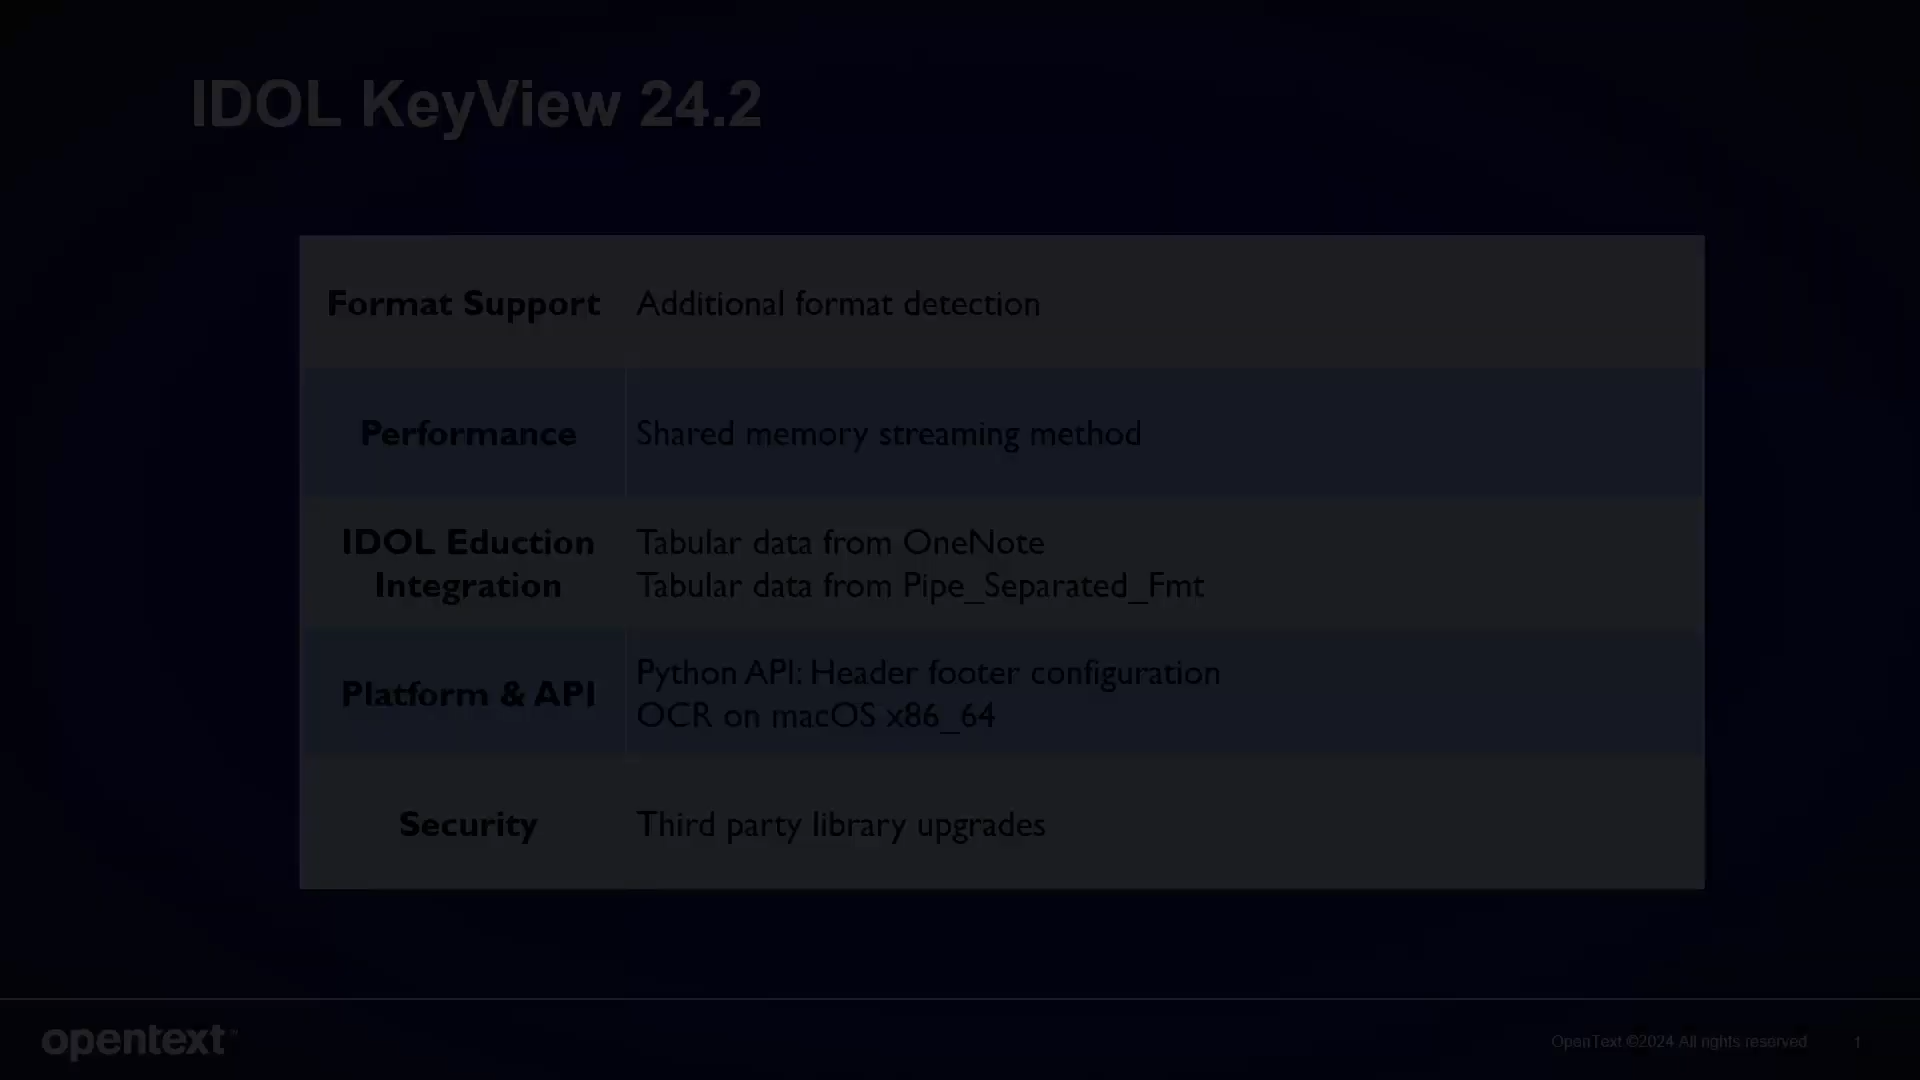 IDOL KeyView 24.2
Format Support Additional format detection
Performance Shared memory streaming method
IDOL Eduction Integration
Tabular data from OneNote
Tabular data from Pipe_Separated_Fmt
Platform & API
Python API: Header footer configuration
OCR on macOS x86_64
Security Third party library upgrades
opentext™
OpenText ©2024 All rights reserved 1